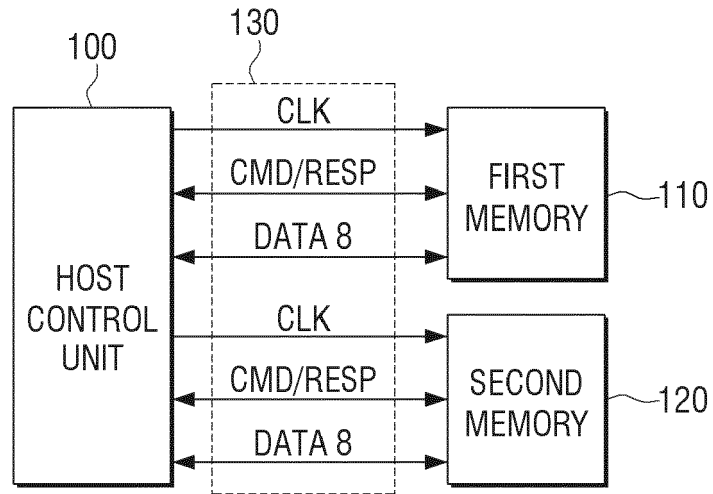 100
130
HOST
CONTROL
UNIT
CLK
CMD/RESP
DATA 8
CLK
CMD/RESP
DATA 8
FIRST
MEMORY
110
SECOND
MEMORY
120